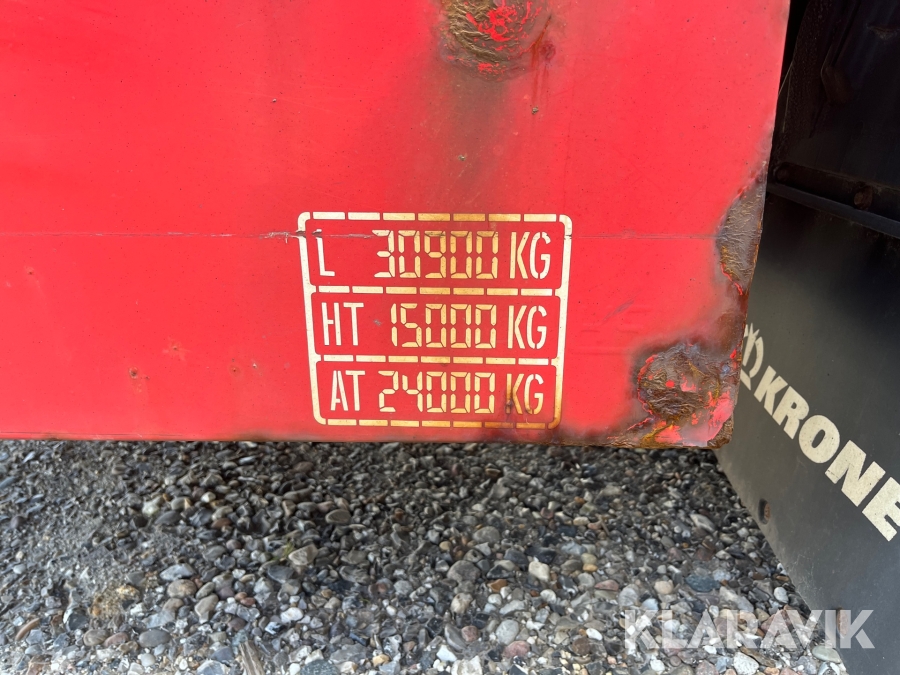 L 30900 KG
HT 15000 KG
AT 24000 KG
KRONE
KLARAVIK